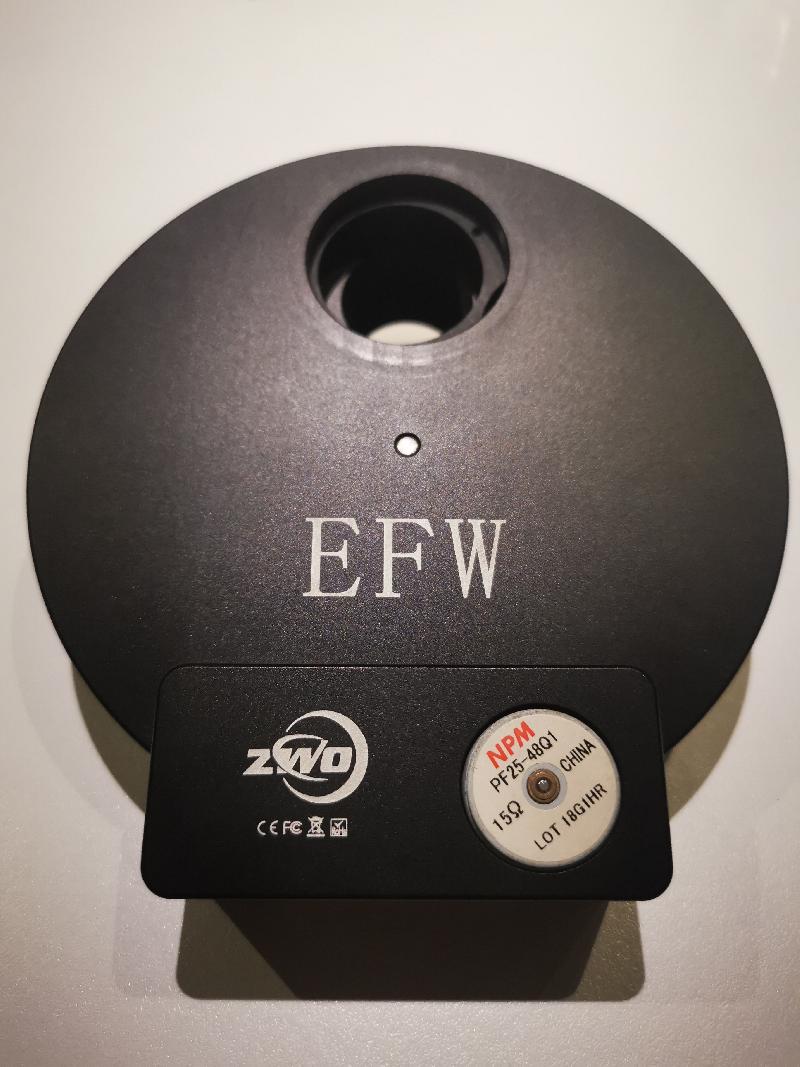 EFW
ZWO
CE FC
NPM
PF25-48Q1
CHINA
15Ω
LOT 18G1HR